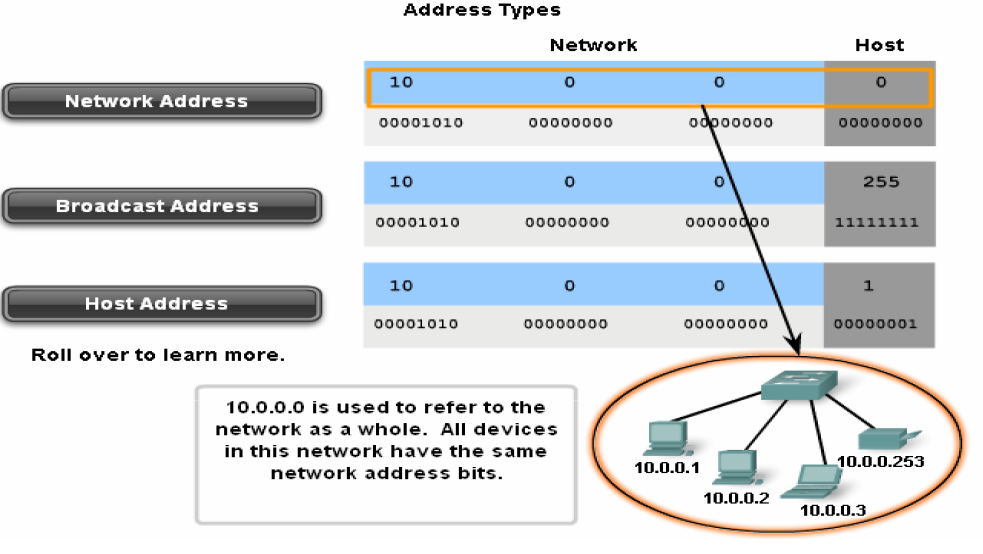 Address Types
Network Host
Network Address
10 0 0 0
00001010 00000000 00000000 00000000
Broadcast Address
10 0 0 255
00001010 00000000 00000000 11111111
Host Address
10 0 0 1
00001010 00000000 00000000 00000001
Roll over to learn more.
10.0.0.0 is used to refer to the
network as a whole. All devices
in this network have the same
network address bits.
10.0.0.1
10.0.0.2
10.0.0.3
10.0.0.253